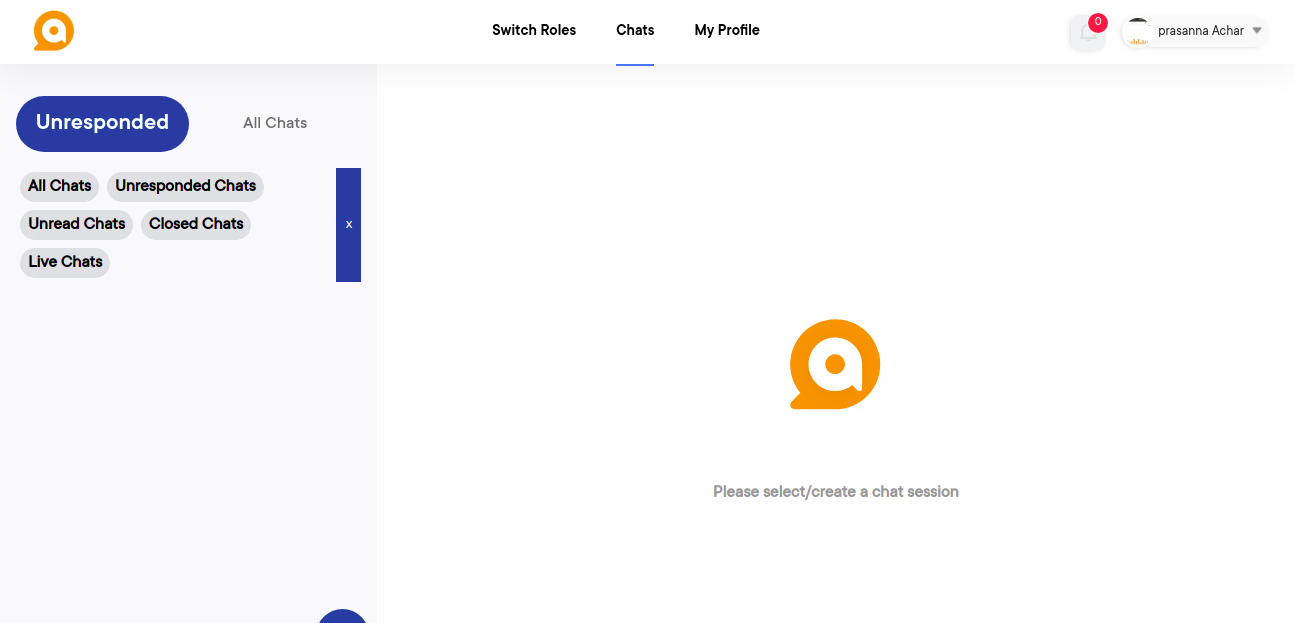 Switch Roles Chats My Profile 0 prasanna Achar
Unresponded All Chats
All Chats Unresponded Chats
Unread Chats Closed Chats x
Live Chats
Please select/create a chat session